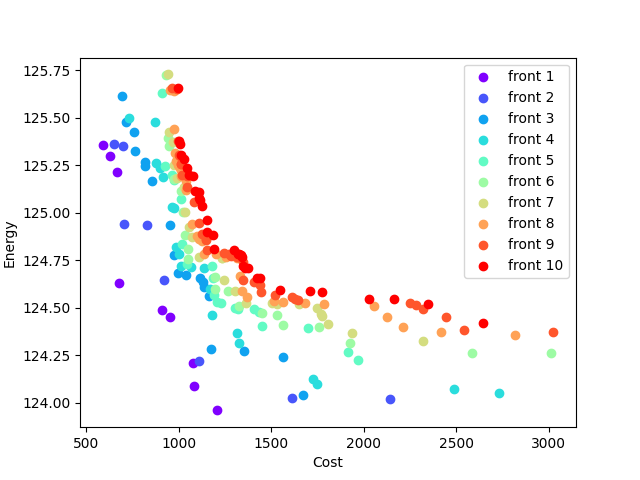 125.75
125.50
125.25
125.00
124.75
124.50
124.25
124.00
Energy
500
1000
1500
2000
2500
3000
Cost
front 1
front 2
front 3
front 4
front 5
front 6
front 7
front 8
front 9
front 10